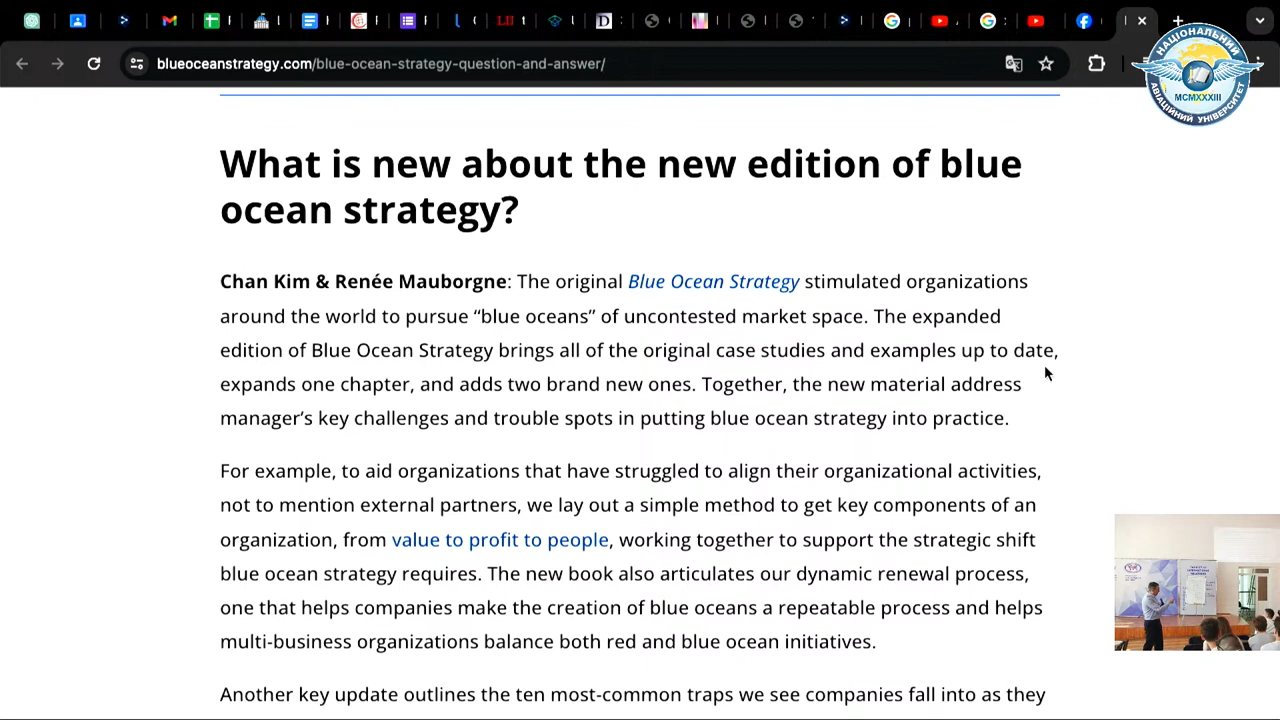 blueoceanstrategy.com/blue-ocean-strategy-question-and-answer/
НАЦІОНАЛЬНИЙ
MCMXXXIII
АВІАЦІЙНИЙ УНІВЕРСИТЕТ
What is new about the new edition of blue
ocean strategy?
Chan Kim & Renée Mauborgne: The original Blue Ocean Strategy stimulated organizations
around the world to pursue “blue oceans” of uncontested market space. The expanded
edition of Blue Ocean Strategy brings all of the original case studies and examples up to date,
expands one chapter, and adds two brand new ones. Together, the new material address
manager’s key challenges and trouble spots in putting blue ocean strategy into practice.
For example, to aid organizations that have struggled to align their organizational activities,
not to mention external partners, we lay out a simple method to get key components of an
organization, from value to profit to people, working together to support the strategic shift
blue ocean strategy requires. The new book also articulates our dynamic renewal process,
one that helps companies make the creation of blue oceans a repeatable process and helps
multi-business organizations balance both red and blue ocean initiatives.
Another key update outlines the ten most-common traps we see companies fall into as they